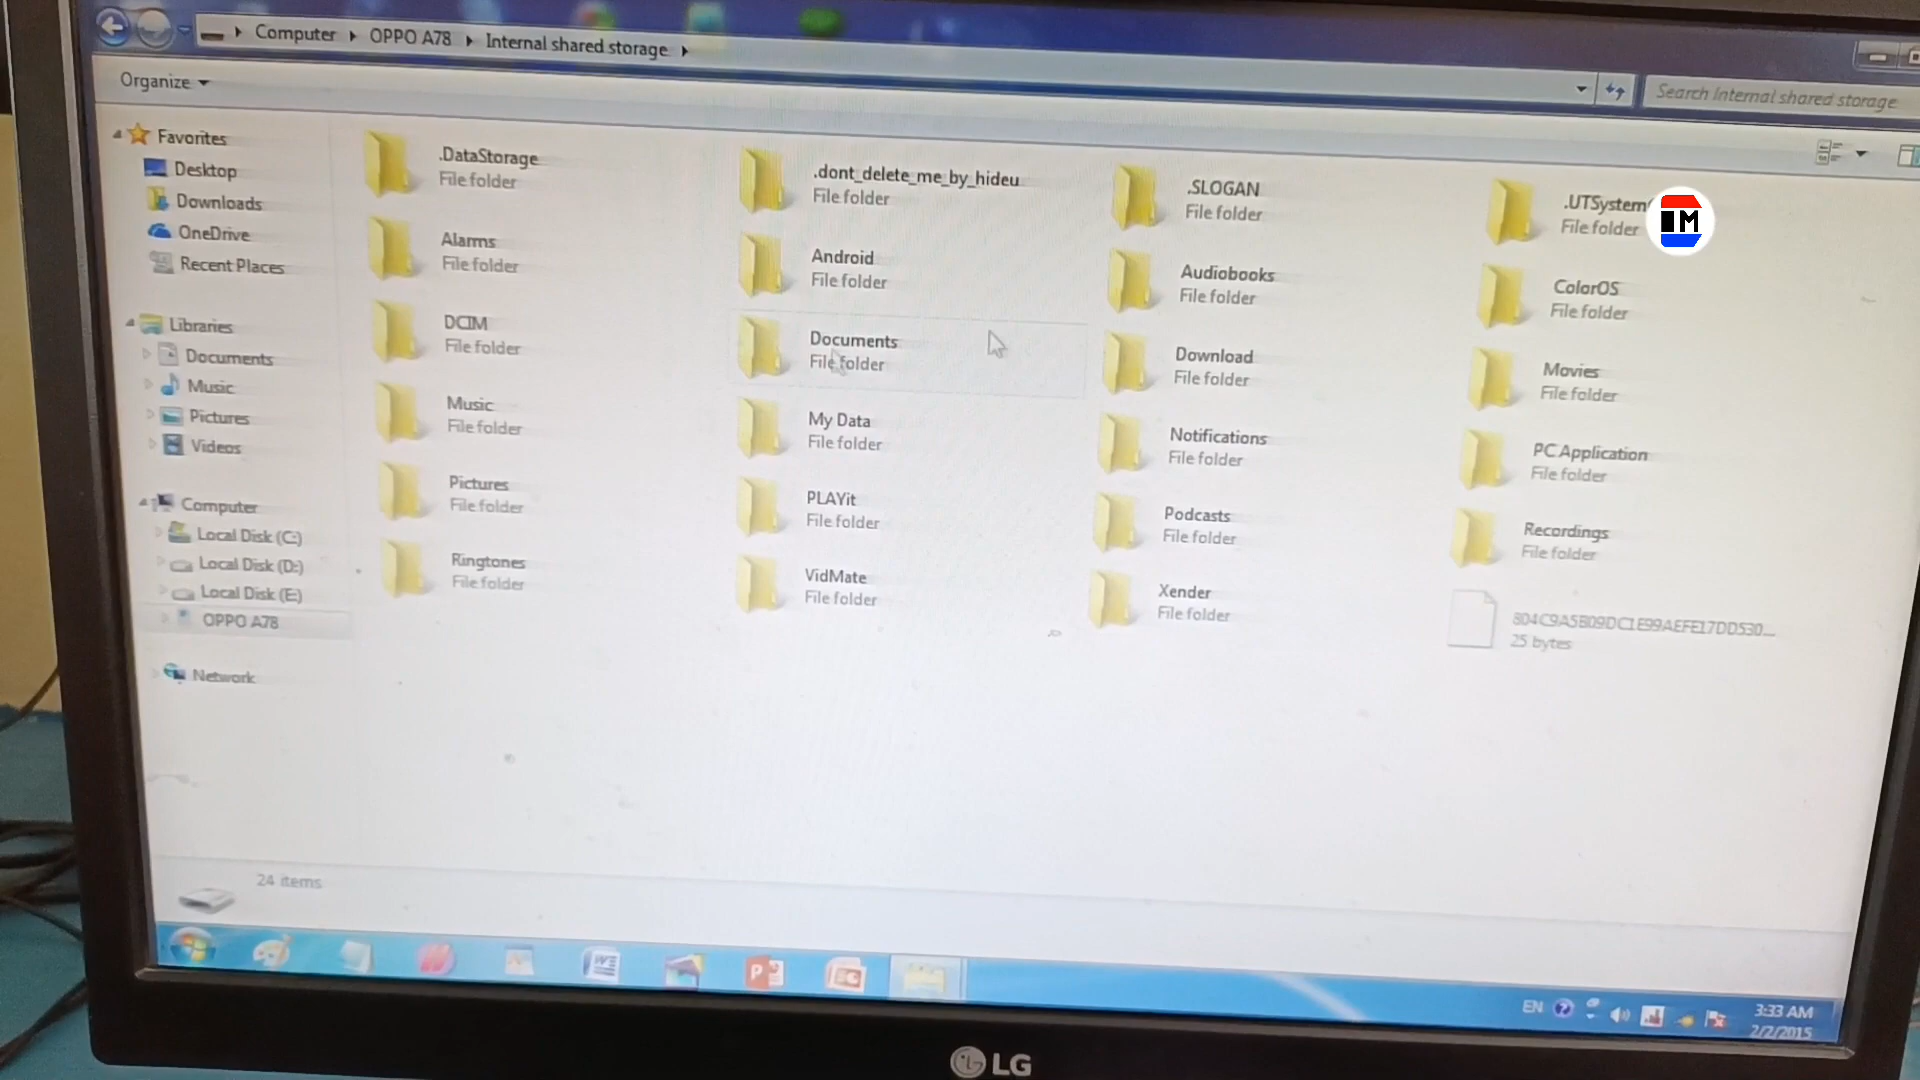 Computer ▸ OPPO A78 ▸ Internal shared storage ▸
Search Internal shared storage
Organize
Favorites
Desktop
Downloads
OneDrive
Recent Places
Libraries
Documents
Music
Pictures
Videos
Computer
Local Disk (C:)
Local Disk (D:)
Local Disk (E:)
OPPO A78
Network
.DataStorage
File folder
.dont_delete_me_by_hideu
File folder
.SLOGAN
File folder
.UTSystem
File folder
Alarms
File folder
Android
File folder
Audiobooks
File folder
ColorOS
File folder
DCIM
File folder
Documents
File folder
Download
File folder
Movies
File folder
Music
File folder
My Data
File folder
Notifications
File folder
PC Application
File folder
Pictures
File folder
PLAYit
File folder
Podcasts
File folder
Recordings
File folder
Ringtones
File folder
VidMate
File folder
Xender
File folder
804C9A5B09DC1E99AEFE17DD530...
25 bytes
24 items
EN
3:33 AM
2/2/2015
LG